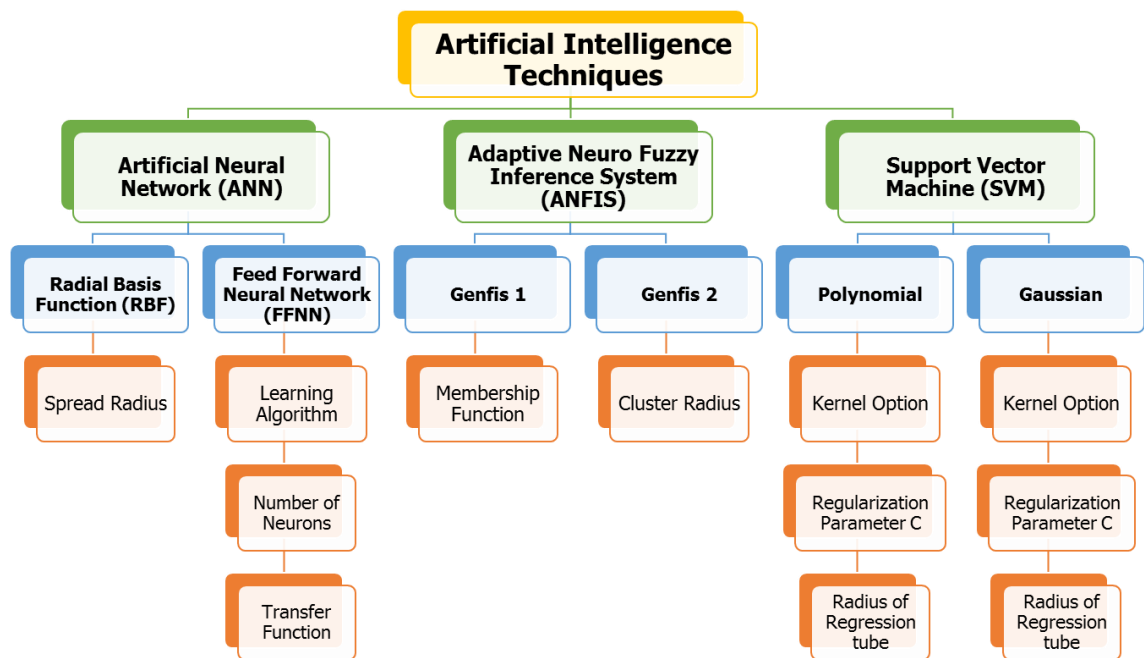 Artificial Intelligence
Techniques
Artificial Neural
Network (ANN)
Adaptive Neuro Fuzzy
Inference System
(ANFIS)
Support Vector
Machine (SVM)
Radial Basis
Function (RBF)
Feed Forward
Neural Network
(FFNN)
Genfis 1
Genfis 2
Polynomial
Gaussian
Spread Radius
Learning
Algorithm
Membership
Function
Cluster Radius
Kernel Option
Kernel Option
Number of
Neurons
Regularization
Parameter C
Regularization
Parameter C
Transfer
Function
Radius of
Regression
tube
Radius of
Regression
tube